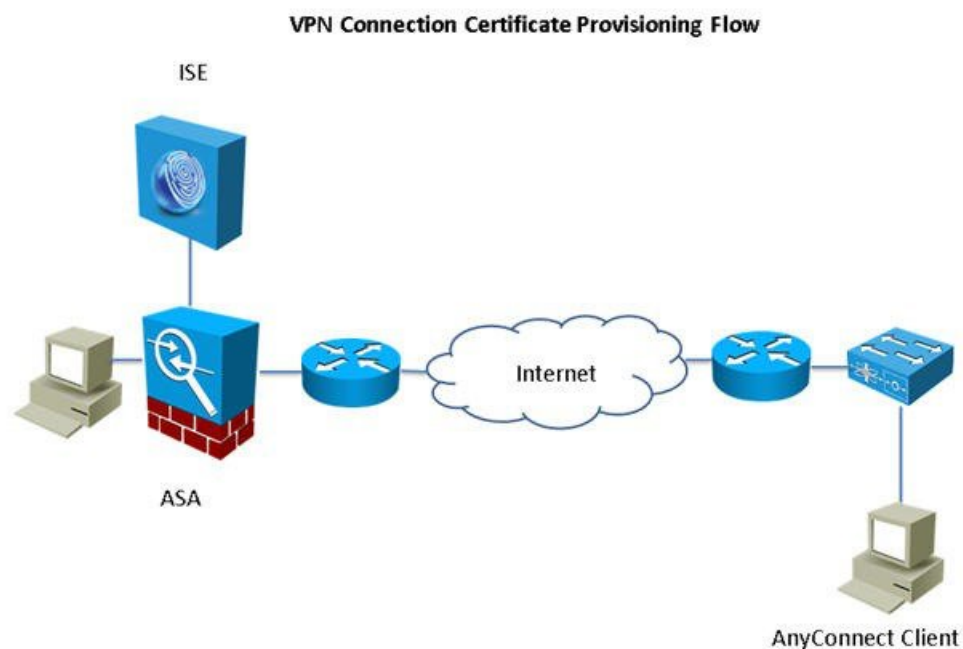 VPN Connection Certificate Provisioning Flow
ISE
Internet
ASA
AnyConnect Client